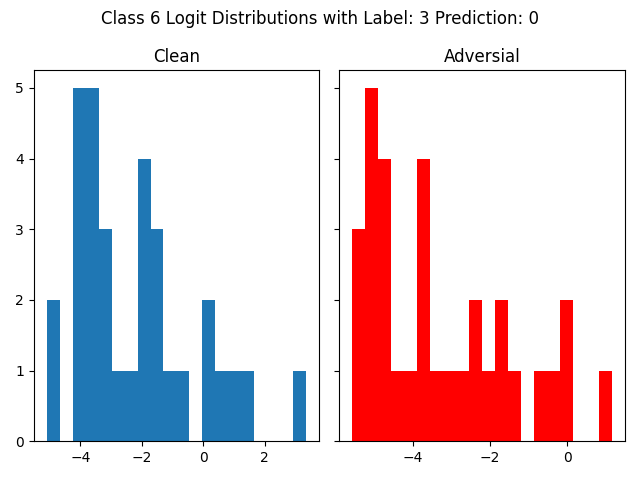 Class 6 Logit Distributions with Label: 3 Prediction: 0
Clean
Adversial
5
4
3
2
1
0
−4 −2 0 2
−4 −2 0